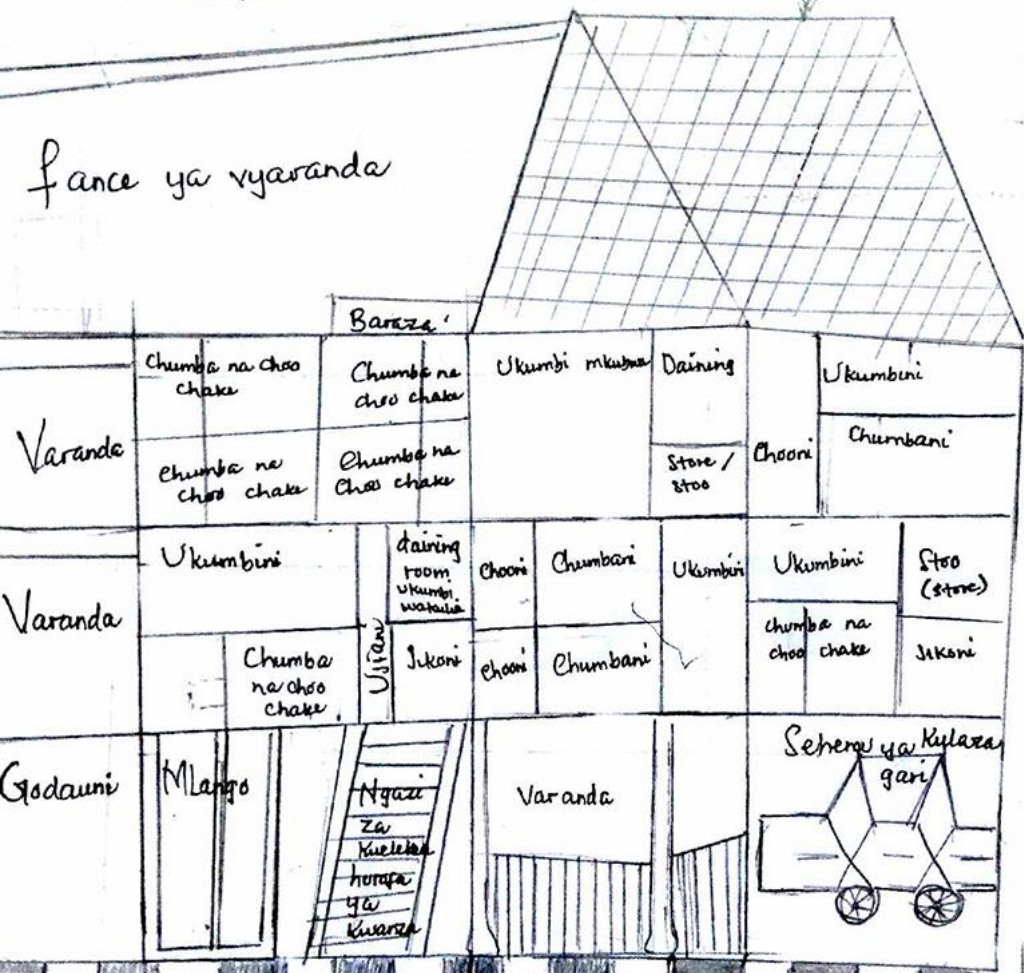 fance ya vyaranda
Baraza
Chumba na choo
chake
Chumba na
choo chake
Ukumbi mkubwa
Daining
Ukumbini
Varanda
Chumba na
choo chake
Chumba na
Choo chake
Store /
stoo
Chooni
Chumbani
Varanda
Ukumbini
daining
room
ukumbi
Chooni
Chumbani
Ukumbini
Ukumbini
Stoo
(store)
Chumba
na choo
chake
Jikoni
Chooni
Chumbani
chumba na
choo chake
Jikoni
Godauni
MLango
Ngazi
za
Kuelekea
ya
Kwanza
Varanda
Sehemu ya Kulaza
gari